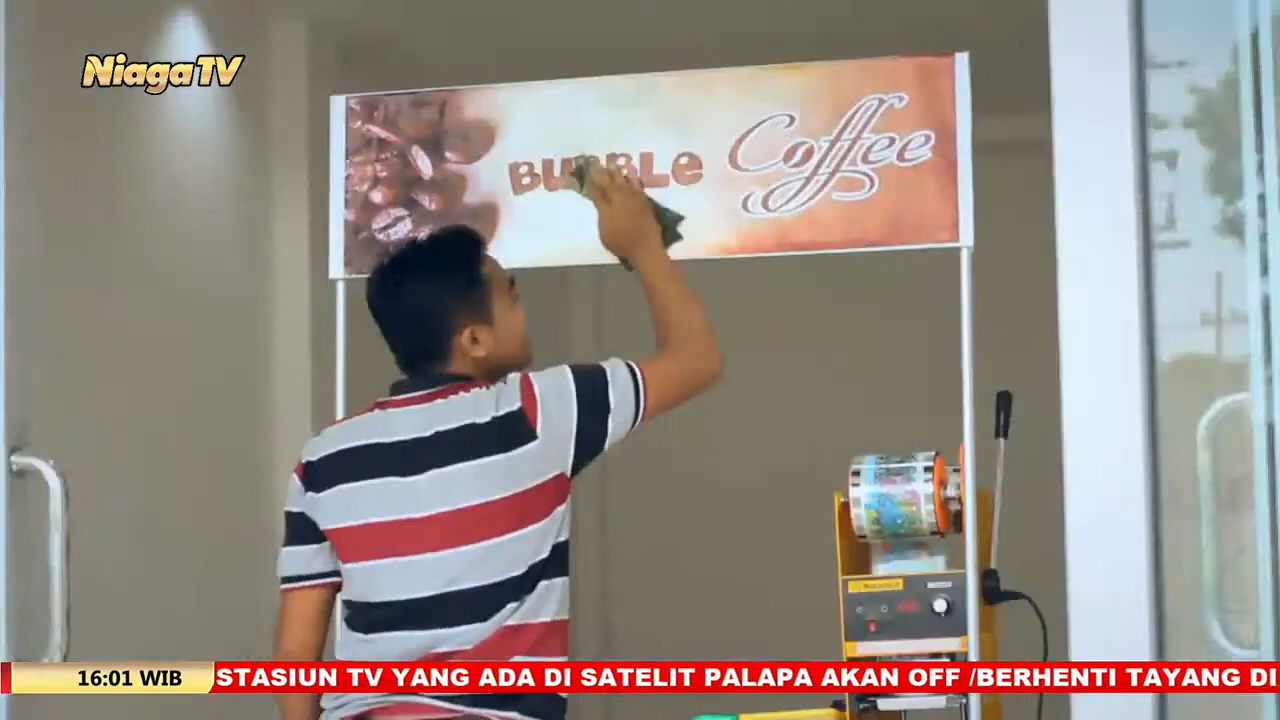 NiagaTV
BUBBLe Coffee
16:01 WIB
STASIUN TV YANG ADA DI SATELIT PALAPA AKAN OFF /BERHENTI TAYANG DI